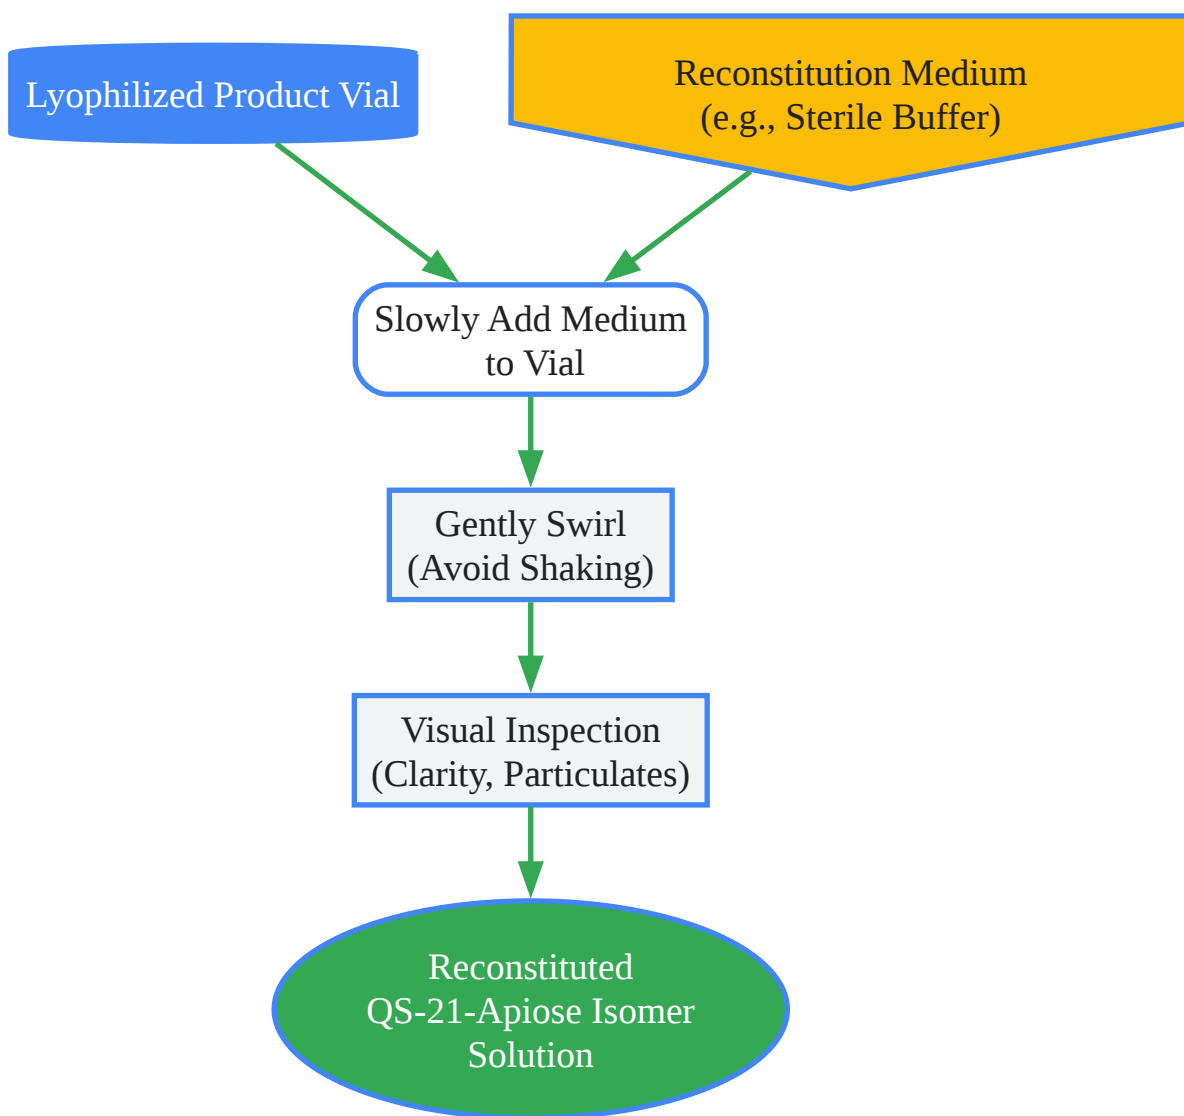 Lyophilized Product Vial
Reconstitution Medium
(e.g., Sterile Buffer)
Slowly Add Medium
to Vial
Gently Swirl
(Avoid Shaking)
Visual Inspection
(Clarity, Particulates)
Reconstituted
QS-21-Apiose Isomer
Solution